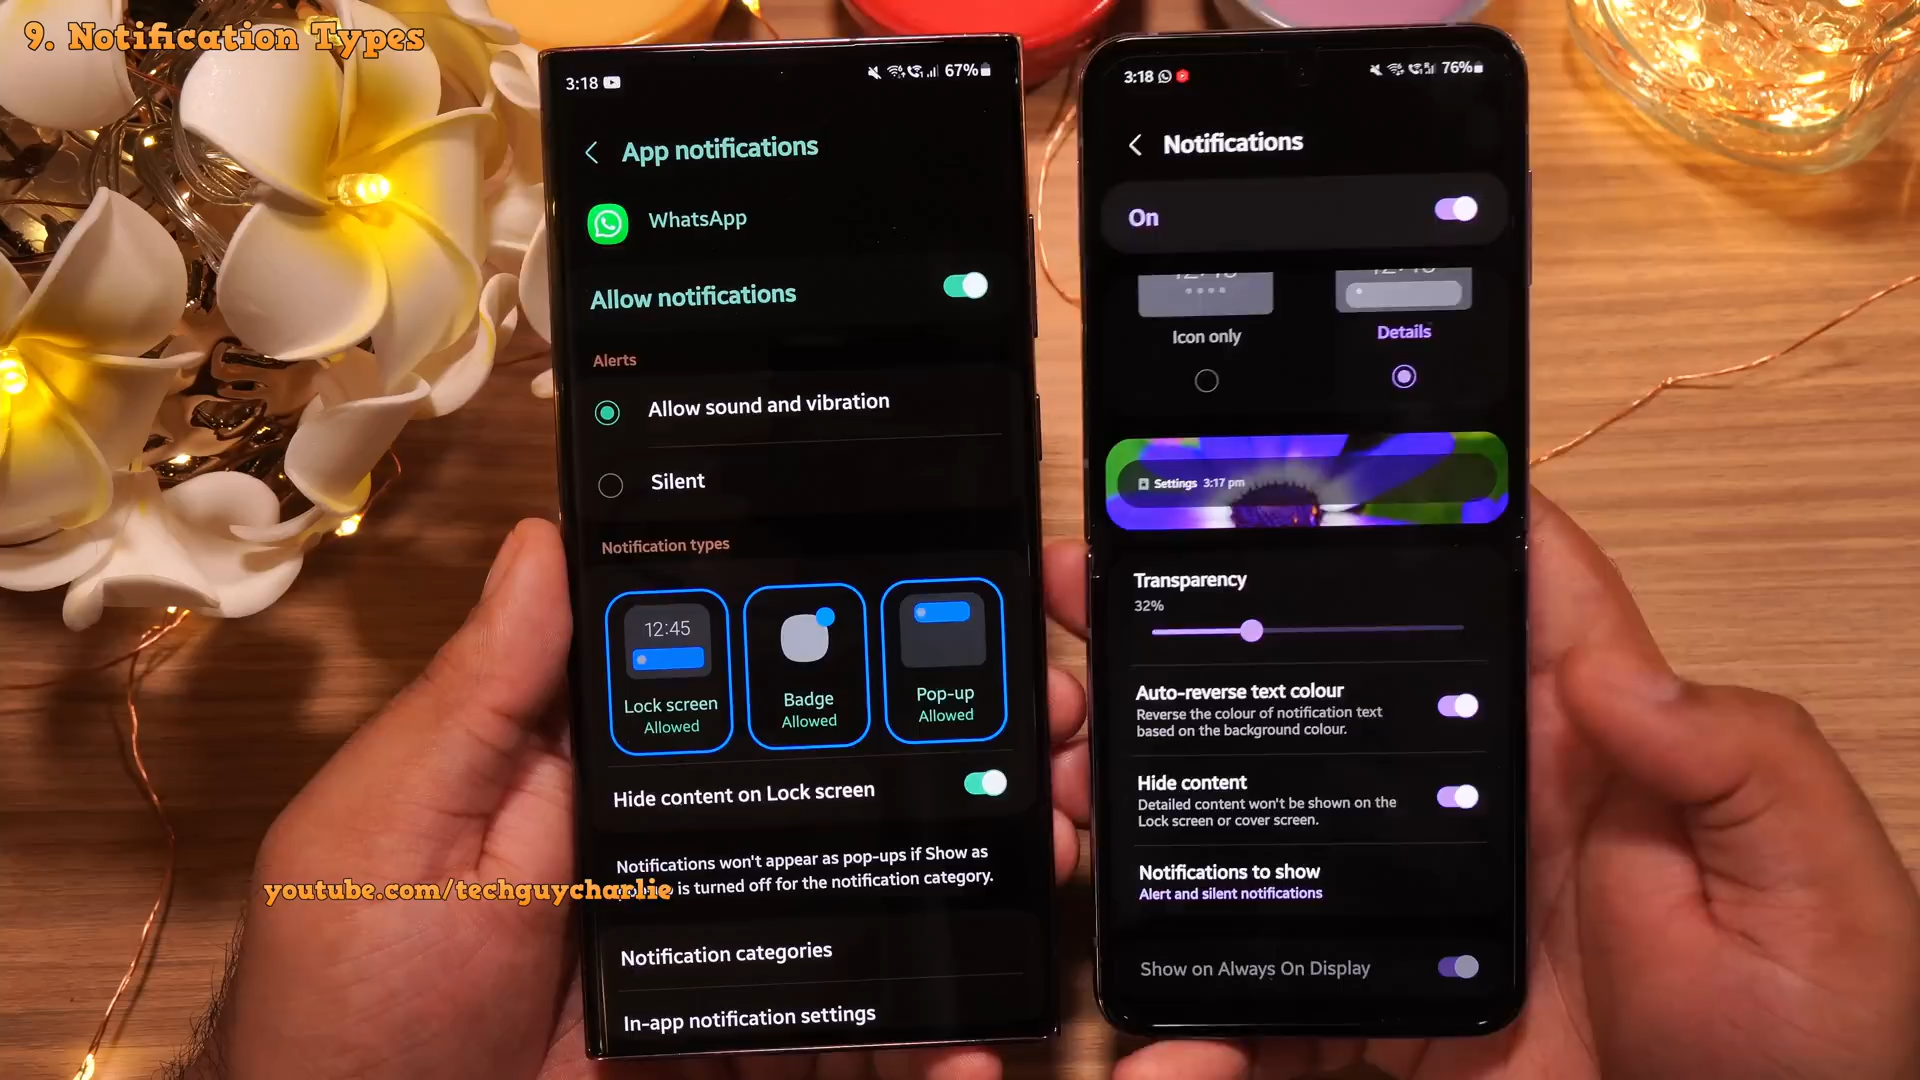 9. Notification Types
3:18
67%
App notifications
WhatsApp
Allow notifications
Alerts
Allow sound and vibration
Silent
Notification types
12:45
Lock screen
Allowed
Badge
Allowed
Pop-up
Allowed
Hide content on Lock screen
Notifications won't appear as pop-ups if Show as
is turned off for the notification category.
youtube.com/techguycharlie
Notification categories
In-app notification settings
3:18
76%
Notifications
On
Icon only
Details
Settings 3:17 pm
Transparency
32%
Auto-reverse text colour
Reverse the colour of notification text
based on the background colour.
Hide content
Detailed content won't be shown on the
Lock screen or cover screen.
Notifications to show
Alert and silent notifications
Show on Always On Display